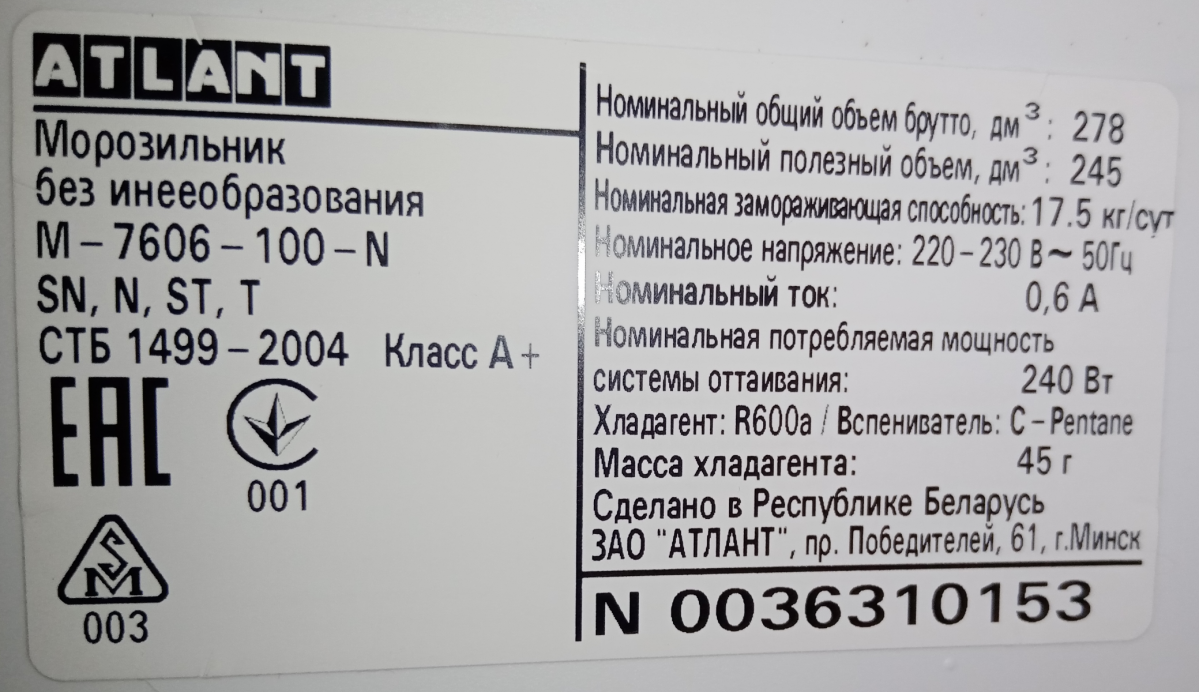 ATLANT
Морозильник
без инееобразования
М-7606-100-N
SN, N, ST, T
СТБ 1499-2004 Класс А+
ЕАС
001
SM
003
Номинальный общий объем брутто, дм³: 278
Номинальный полезный объем, дм³: 245
Номинальная замораживающая способность: 17.5 кг/сут
Номинальное напряжение: 220-230 В~ 50Гц
Номинальный ток: 0,6 А
Номинальная потребляемая мощность
системы оттаивания: 240 Вт
Хладагент: R600a / Вспениватель: C-Pentane
Масса хладагента: 45 г
Сделано в Республике Беларусь
ЗАО "АТЛАНТ", пр. Победителей, 61, г.Минск
N 0036310153